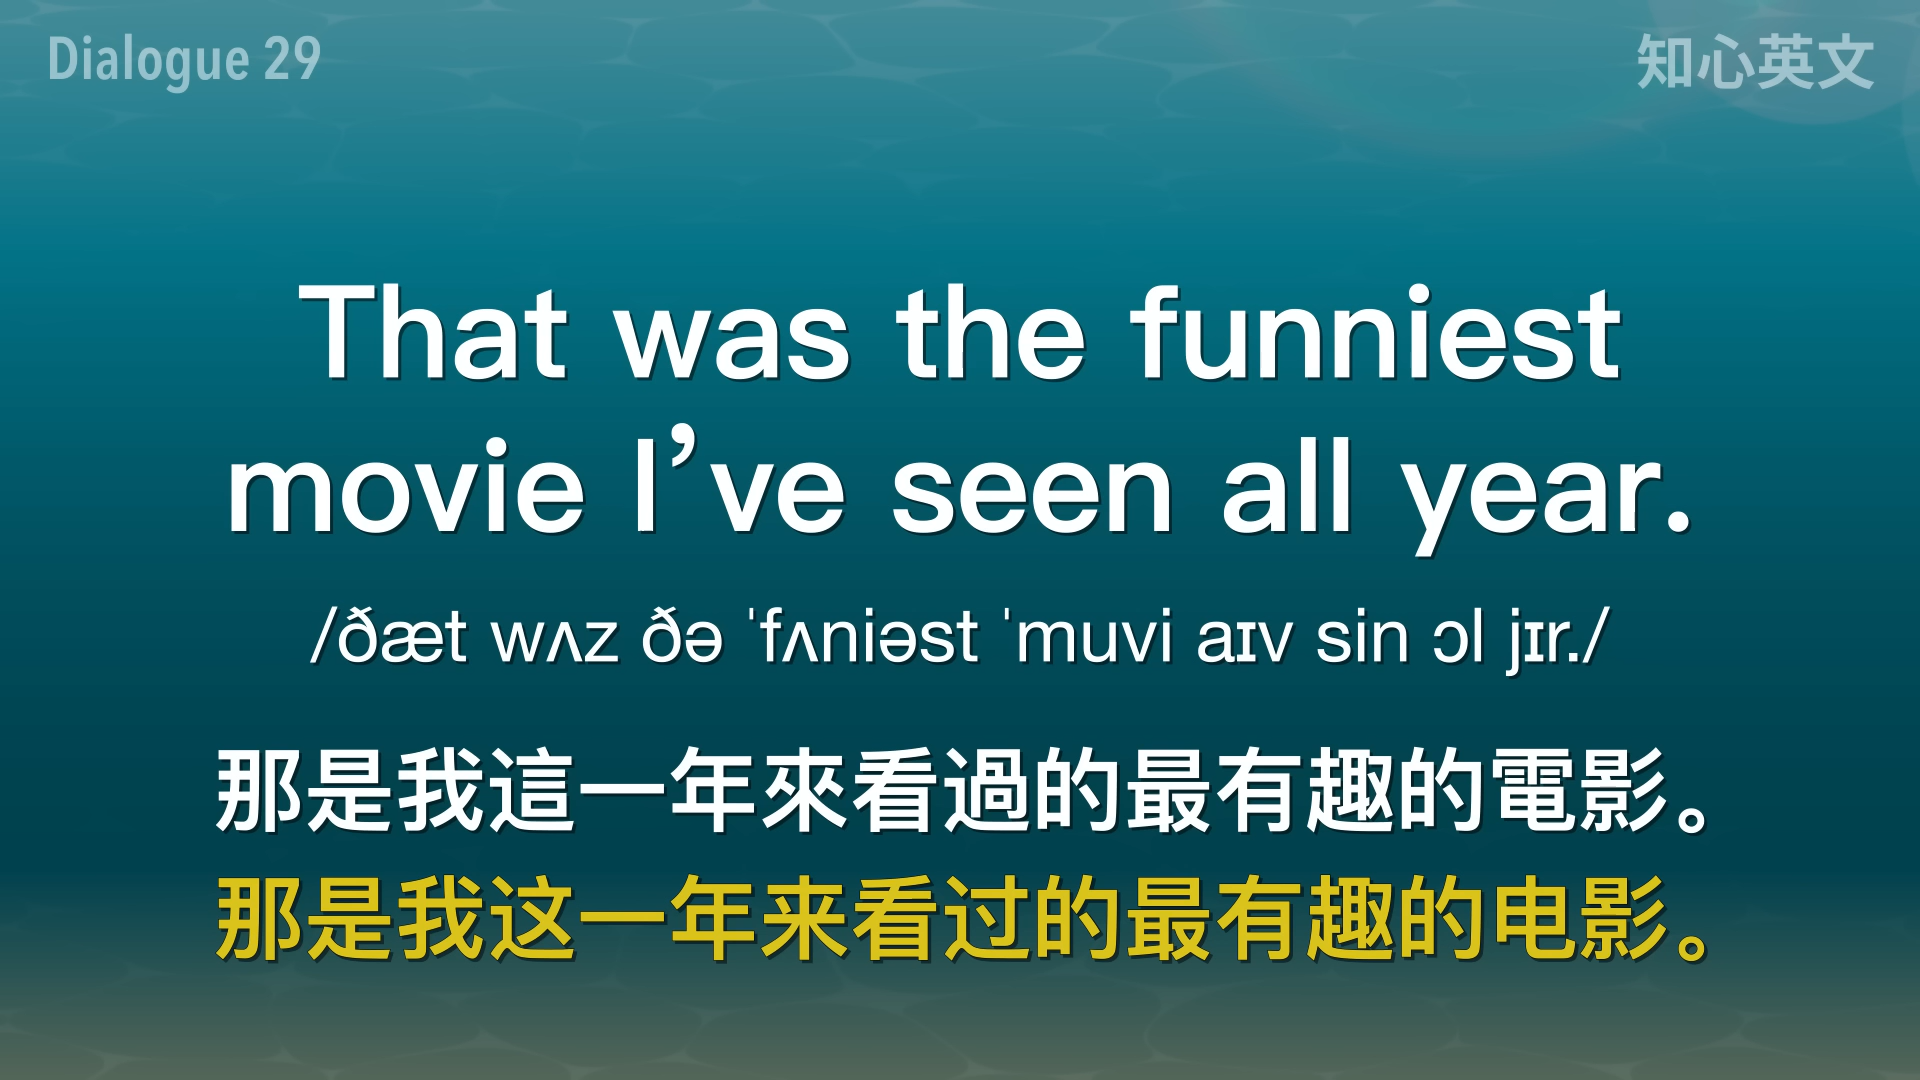 Dialogue 29
知心英文
That was the funniest
movie I’ve seen all year.
/ðæt wʌz ðə ˈfʌniəst ˈmuvi aɪv sin ɔl jɪr./
那是我這一年來看過的最有趣的電影。
那是我这一年来看过的最有趣的电影。